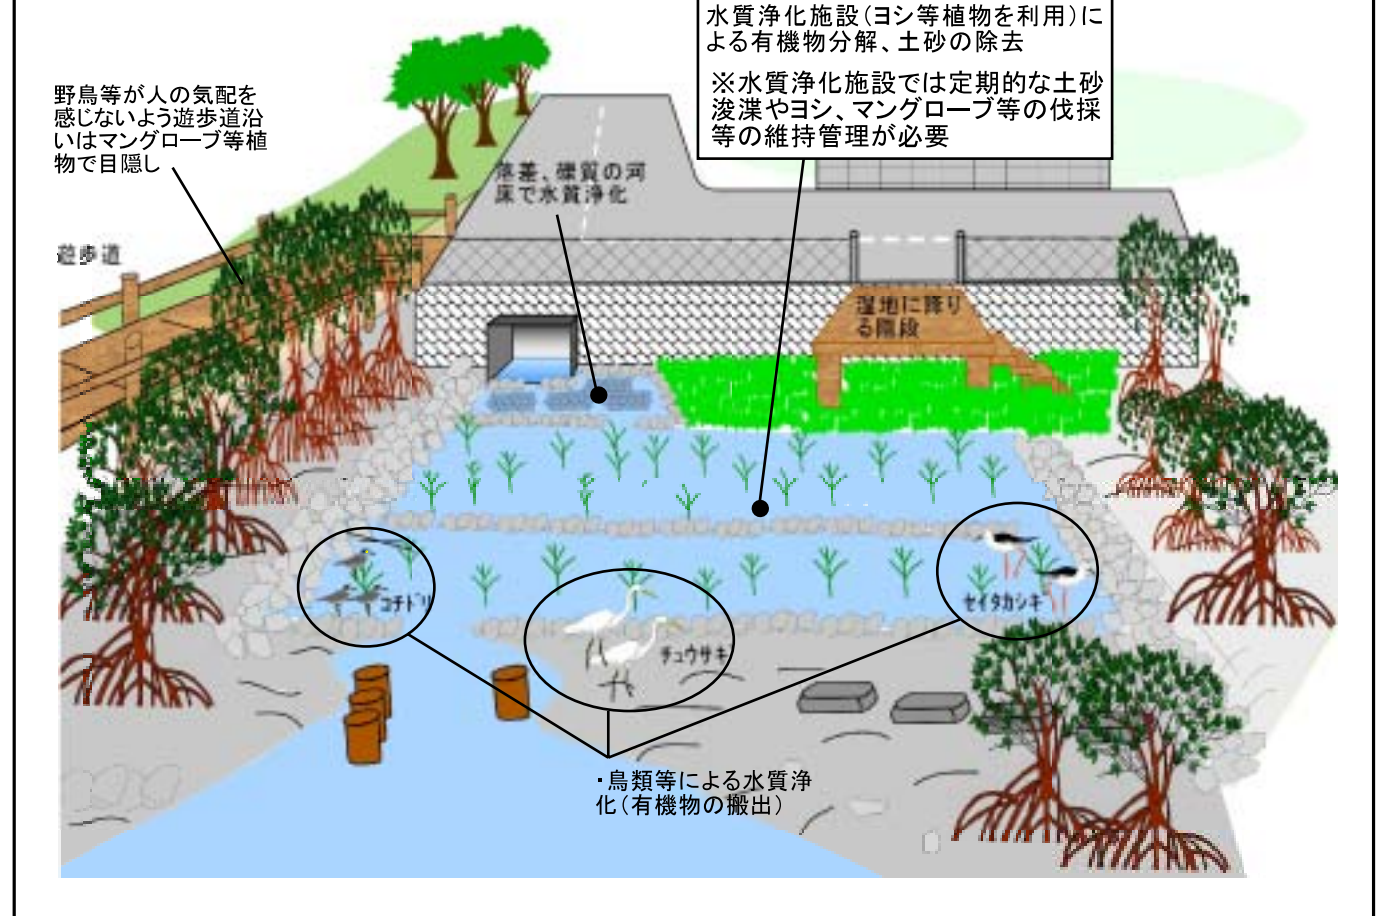 水質浄化施設（ヨシ等植物を利用）に
よる有機物分解、土砂の除去
※水質浄化施設では定期的な土砂
浚渫やヨシ、マングローブ等の伐採
等の維持管理が必要
野鳥等が人の気配を
感じないよう遊歩道沿
いはマングローブ等植
物で目隠し
落差、礫質の河
床で水質浄化
遊歩道
湿地に降り
る階段
コチドリ
セイタカシギ
チュウサギ
・鳥類等による水質浄
化（有機物の搬出）